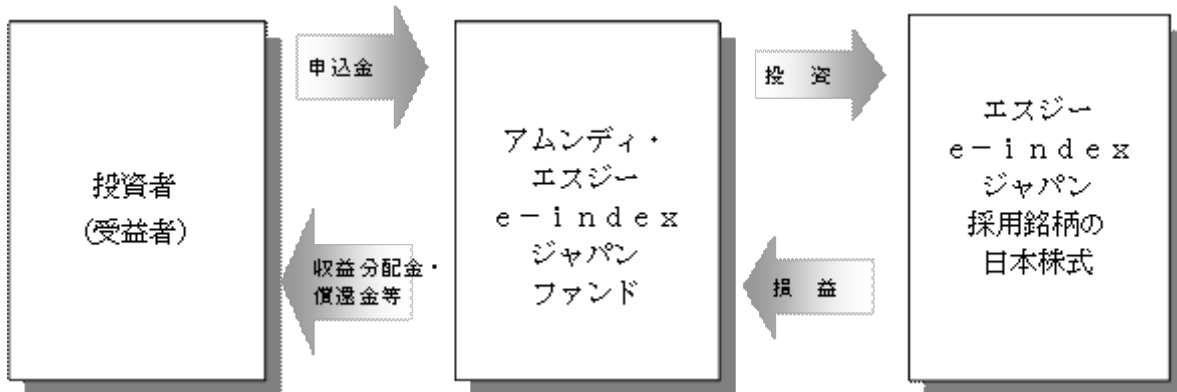 投資者
(受益者)
申込金
収益分配金・
償還金等
アムンディ・
エスジー
e－index
ジャパン
ファンド
投　資
損　益
エスジー
e－index
ジャパン
採用銘柄の
日本株式